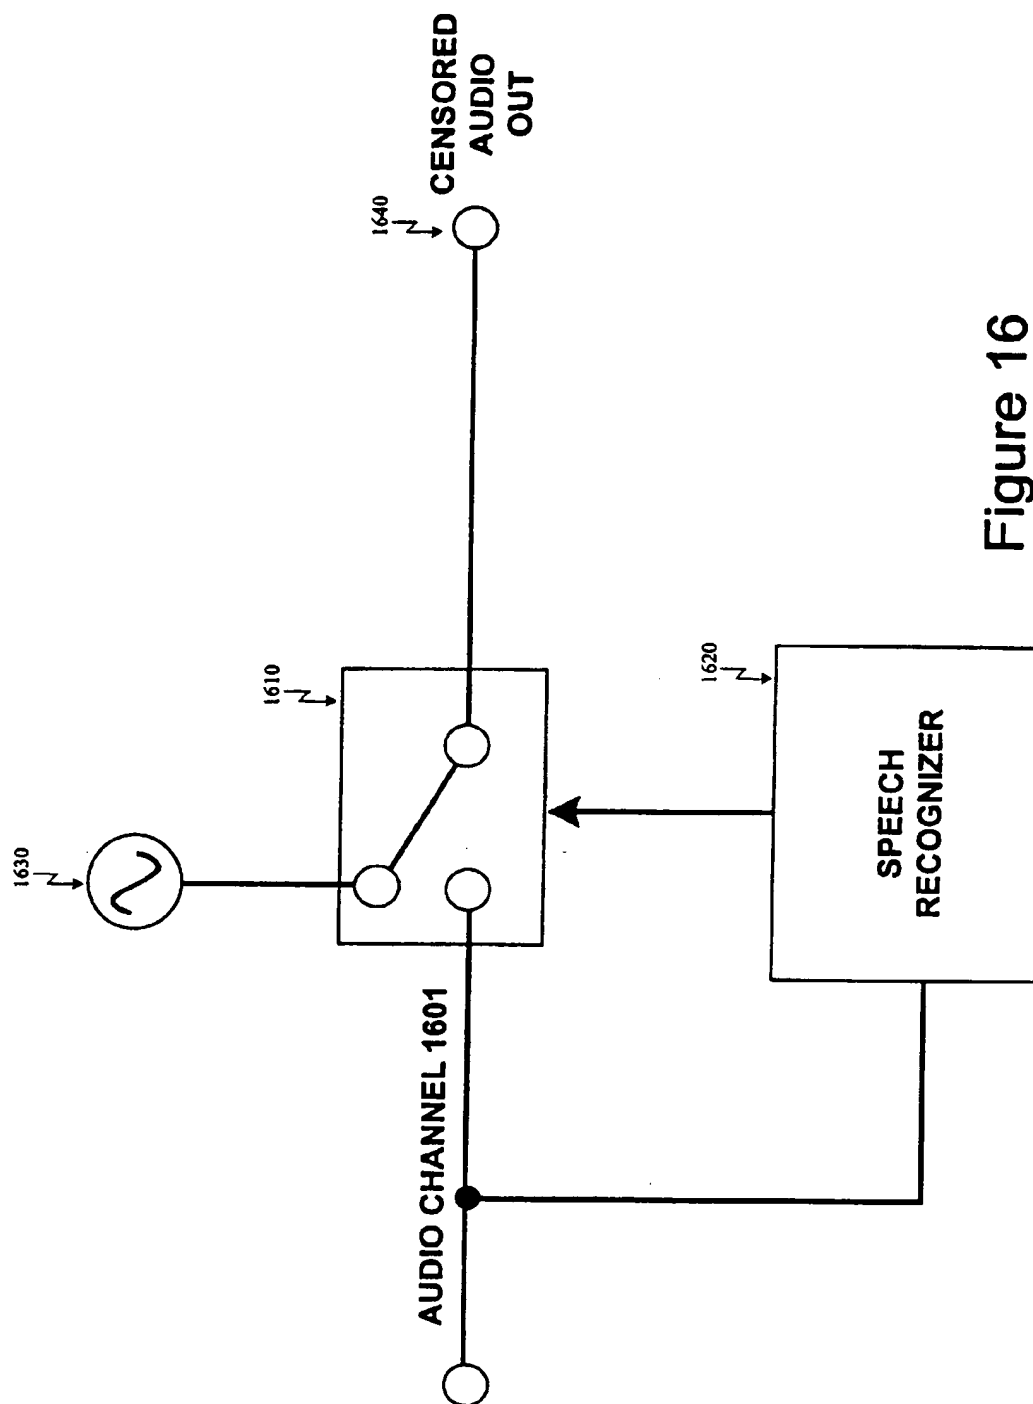 1630
1610
1640
CENSORED
AUDIO
OUT
AUDIO CHANNEL 1601
1620
SPEECH
RECOGNIZER
Figure 16